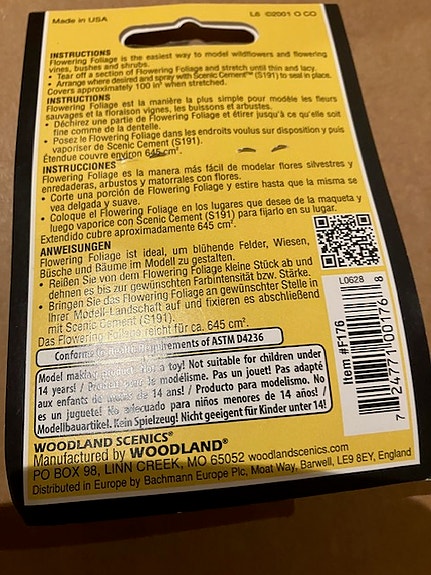 Made in USA
L6 ©2001 O CO
INSTRUCTIONS
Flowering Foliage is the easiest way to model wildflowers and flowering
vines, bushes and shrubs.
• Tear off a section of Flowering Foliage and stretch until thin and lacy.
• Arrange where desired and spray with Scenic Cement™ (S191) to seal in place.
Covers approximately 100 in² when stretched.
INSTRUCTIONS
Flowering Foliage est la manière la plus simple pour modèle les fleurs
sauvages et la floraison vignes, les buissons et arbustes.
• Déchirez une partie de Flowering Foliage et étirer jusqu'à ce qu'elle soit
fine comme de la dentelle.
• Posez le Flowering Foliage dans les endroits voulus sur disposition y puis
vaporiser de Scenic Cement (S191).
Étendue couvre environ 645 cm².
INSTRUCCIONES
Flowering Foliage es la manera más fácil de modelar flores silvestres y
enredaderas, arbustos y matorrales con flores.
• Corte una porción de Flowering Foliage y estire hasta que la misma se
vea delgada y suave.
• Coloque el Flowering Foliage en los lugares que desee de la maqueta y
luego vaporice con Scenic Cement (S191) para fijarlo en su lugar.
Extendido cubre aproximadamente 645 cm².
ANWEISUNGEN
Flowering Foliage ist ideal, um blühende Felder, Wiesen,
Büsche und Bäume im Modell zu gestalten.
• Reißen Sie von dem Flowering Foliage kleine Stück ab und
dehnen es bis zur gewünschten Farbintensität bzw. Stärke.
• Bringen Sie das Flowering Foliage an gewünschter Stelle in
Ihrer Modell-Landschaft auf und fixieren es abschließend
mit Scenic Cement (S191).
Das Flowering Foliage reicht für ca. 645 cm².
L0628
Item #F176
7 24771 00176 8
Conforms to Health Requirements of ASTM D4236
Model making product. Not a toy! Not suitable for children under
14 years! / Produit pour le modélisme. Pas un jouet! Pas adapté
aux enfants de moins de 14 ans! / Producto para modelismo. No
es un juguete! No adecuado para niños menores de 14 años! /
Modellbauartikel. Kein Spielzeug! Nicht geeignet für Kinder unter 14!
WOODLAND SCENICS®
Manufactured by WOODLAND®
PO BOX 98, LINN CREEK, MO 65052 woodlandscenics.com
Distributed in Europe by Bachmann Europe Plc, Moat Way, Barwell, LE9 8EY, England